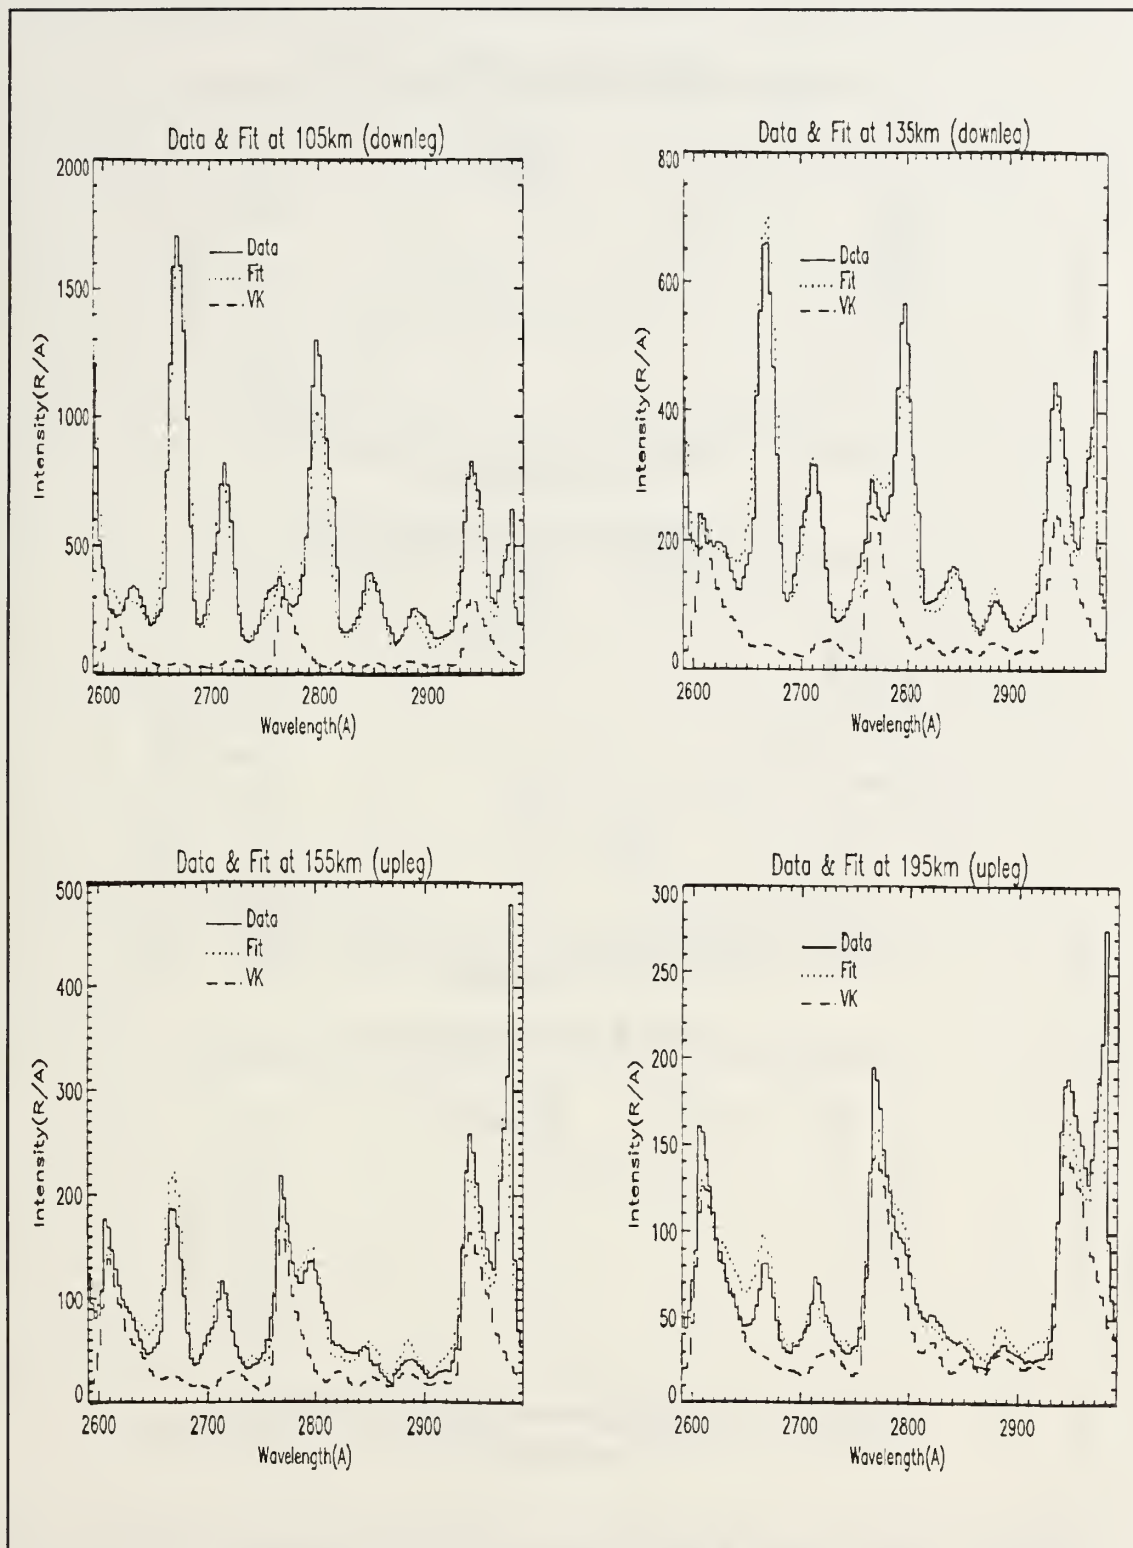 Data & Fit at 105km (downleg)
2000
1500
1000
500
0
Intensity(R/A)
Data
Fit
VK
2600 2700 2800 2900
Wavelength(A)
Data & Fit at 135km (downleg)
800
600
400
200
0
Intensity(R/A)
Data
Fit
VK
2600 2700 2800 2900
Wavelength(A)
Data & Fit at 155km (upleg)
500
400
300
200
100
0
Intensity(R/A)
Data
Fit
VK
2600 2700 2800 2900
Wavelength(A)
Data & Fit at 195km (upleg)
300
250
200
150
100
50
0
Intensity(R/A)
Data
Fit
VK
2600 2700 2800 2900
Wavelength(A)